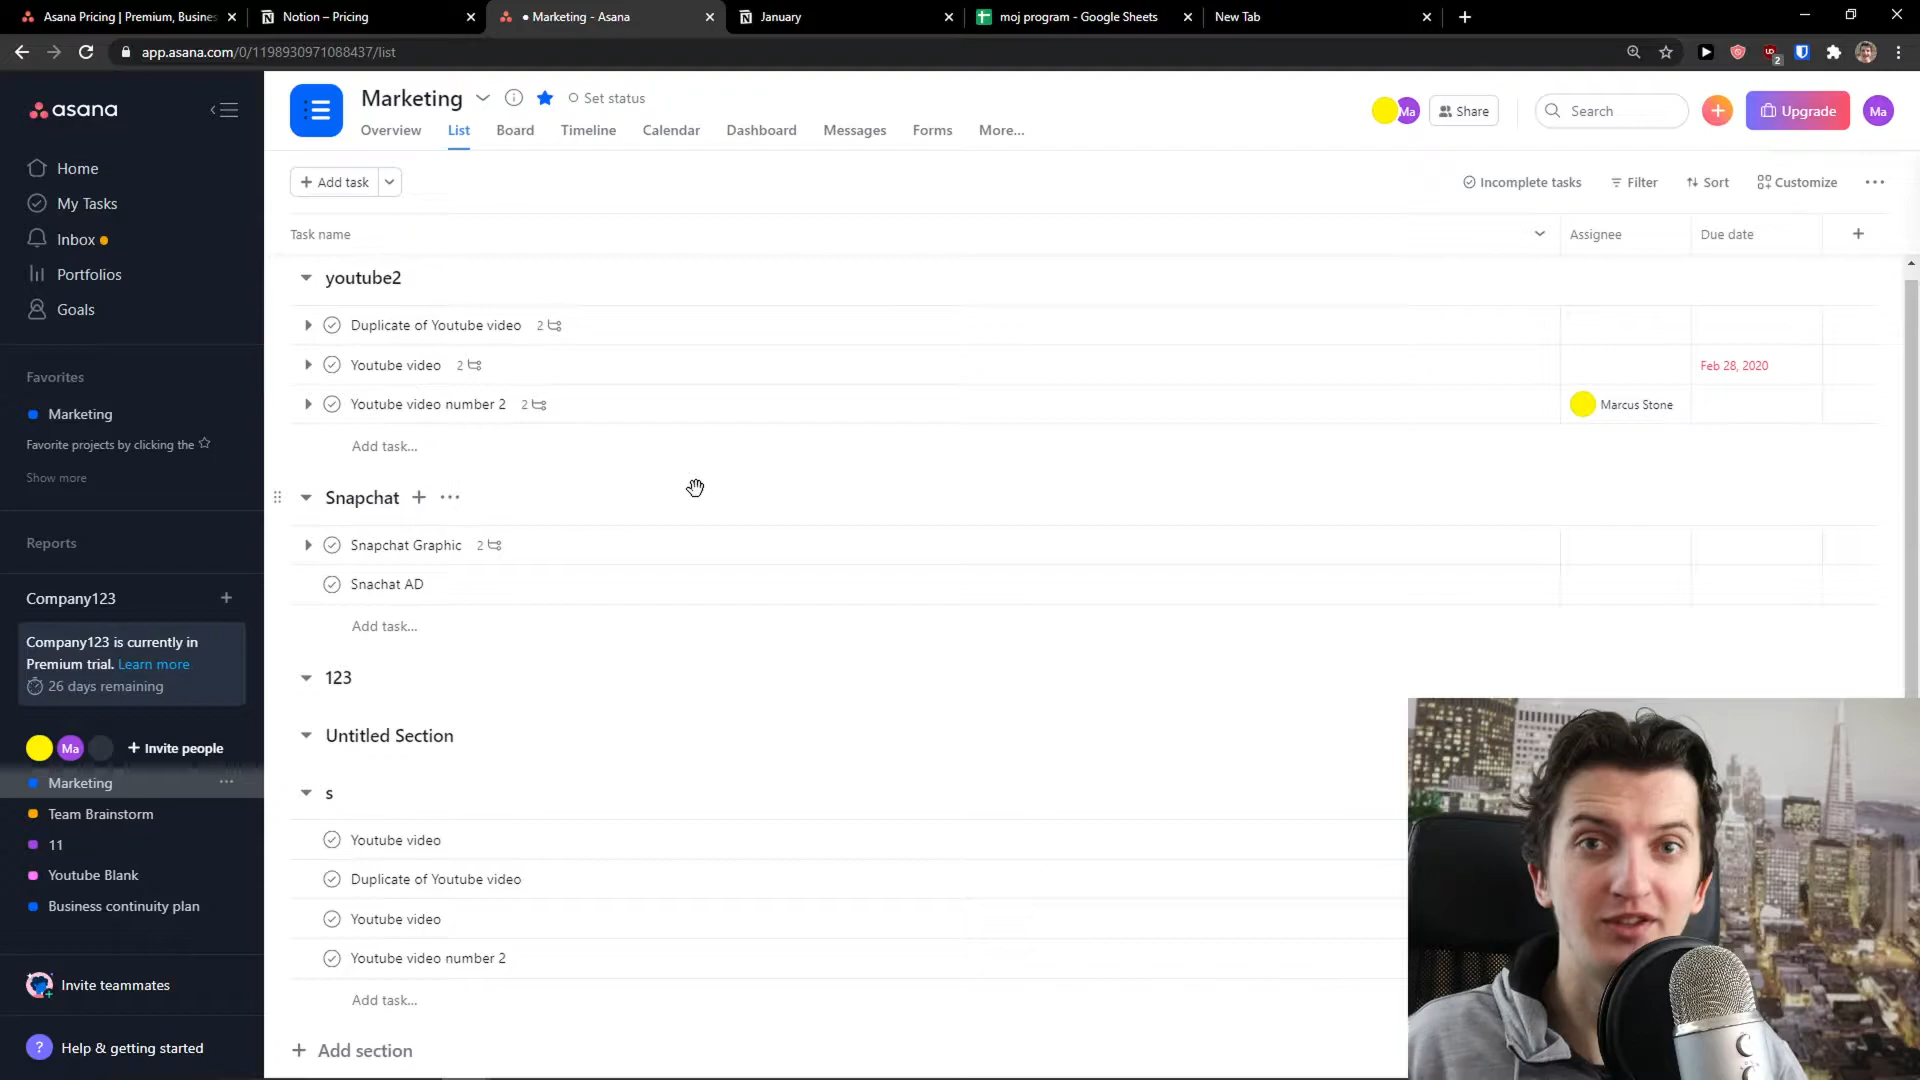 Asana Pricing | Premium, Busines
Notion – Pricing
• Marketing - Asana
January
moj program - Google Sheets
New Tab
app.asana.com/0/1198930971088437/list
2
asana
Home
My Tasks
Inbox
Portfolios
Goals
Favorites
Marketing
Favorite projects by clicking the
Show more
Reports
Company123
Company123 is currently in
Premium trial. Learn more
26 days remaining
Ma
+ Invite people
Marketing
Team Brainstorm
11
Youtube Blank
Business continuity plan
Invite teammates
? Help & getting started
Marketing
Set status
Overview List Board Timeline Calendar Dashboard Messages Forms More...
Ma
Share
Search
Upgrade
Ma
+ Add task
Incomplete tasks
Filter
Sort
Customize
Task name
Assignee
Due date
youtube2
Duplicate of Youtube video 2
Youtube video 2
Feb 28, 2020
Youtube video number 2 2
Marcus Stone
Add task...
Snapchat + ...
Snapchat Graphic 2
Snachat AD
Add task...
123
Untitled Section
s
Youtube video
Duplicate of Youtube video
Youtube video
Youtube video number 2
Add task...
+ Add section